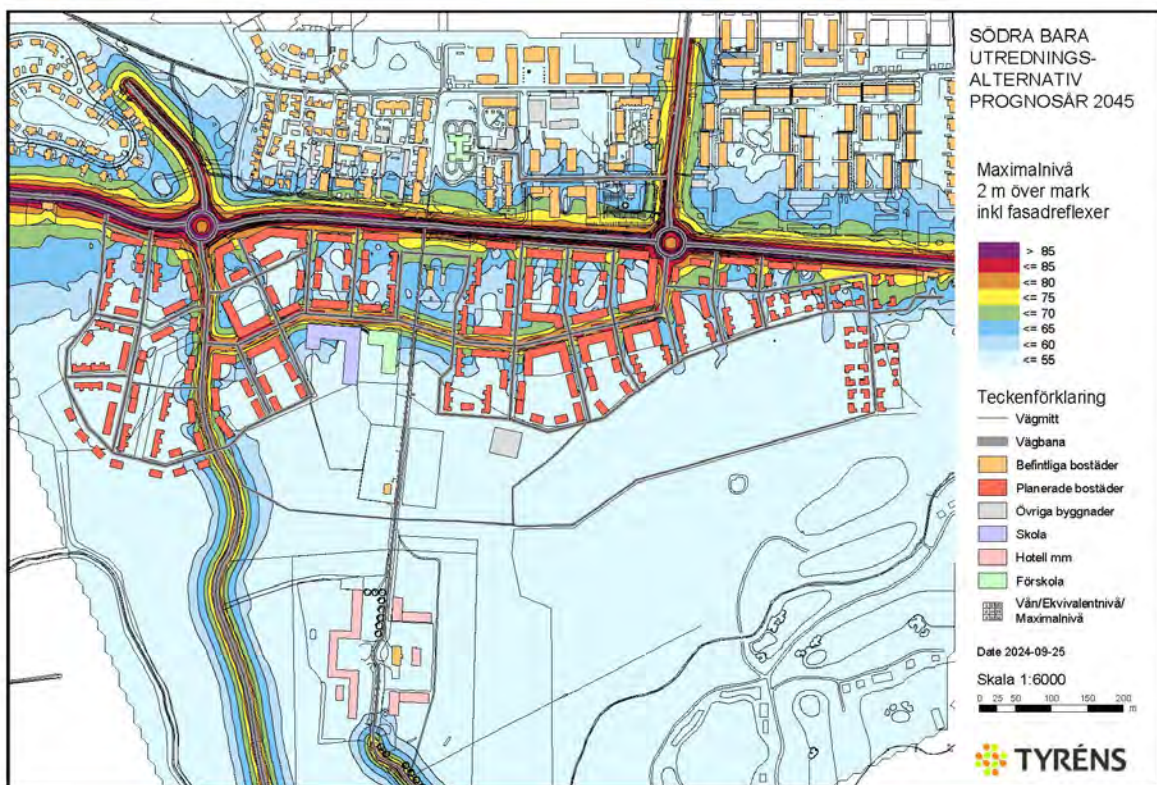 SÖDRA BARA
UTREDNINGS-
ALTERNATIV
PROGNOSÅR 2045
Maximalnivå
2 m över mark
inkl fasadreflexer
> 85
<= 85
<= 80
<= 75
<= 70
<= 65
<= 60
<= 55
Teckenförklaring
Vägmitt
Vägbana
Befintliga bostäder
Planerade bostäder
Övriga byggnader
Skola
Hotell mm
Förskola
Vån/Ekvivalentnivå/
Maximalnivå
Date 2024-09-25
Skala 1:6000
0 25 50 100 150 200
m
TYRÉNS